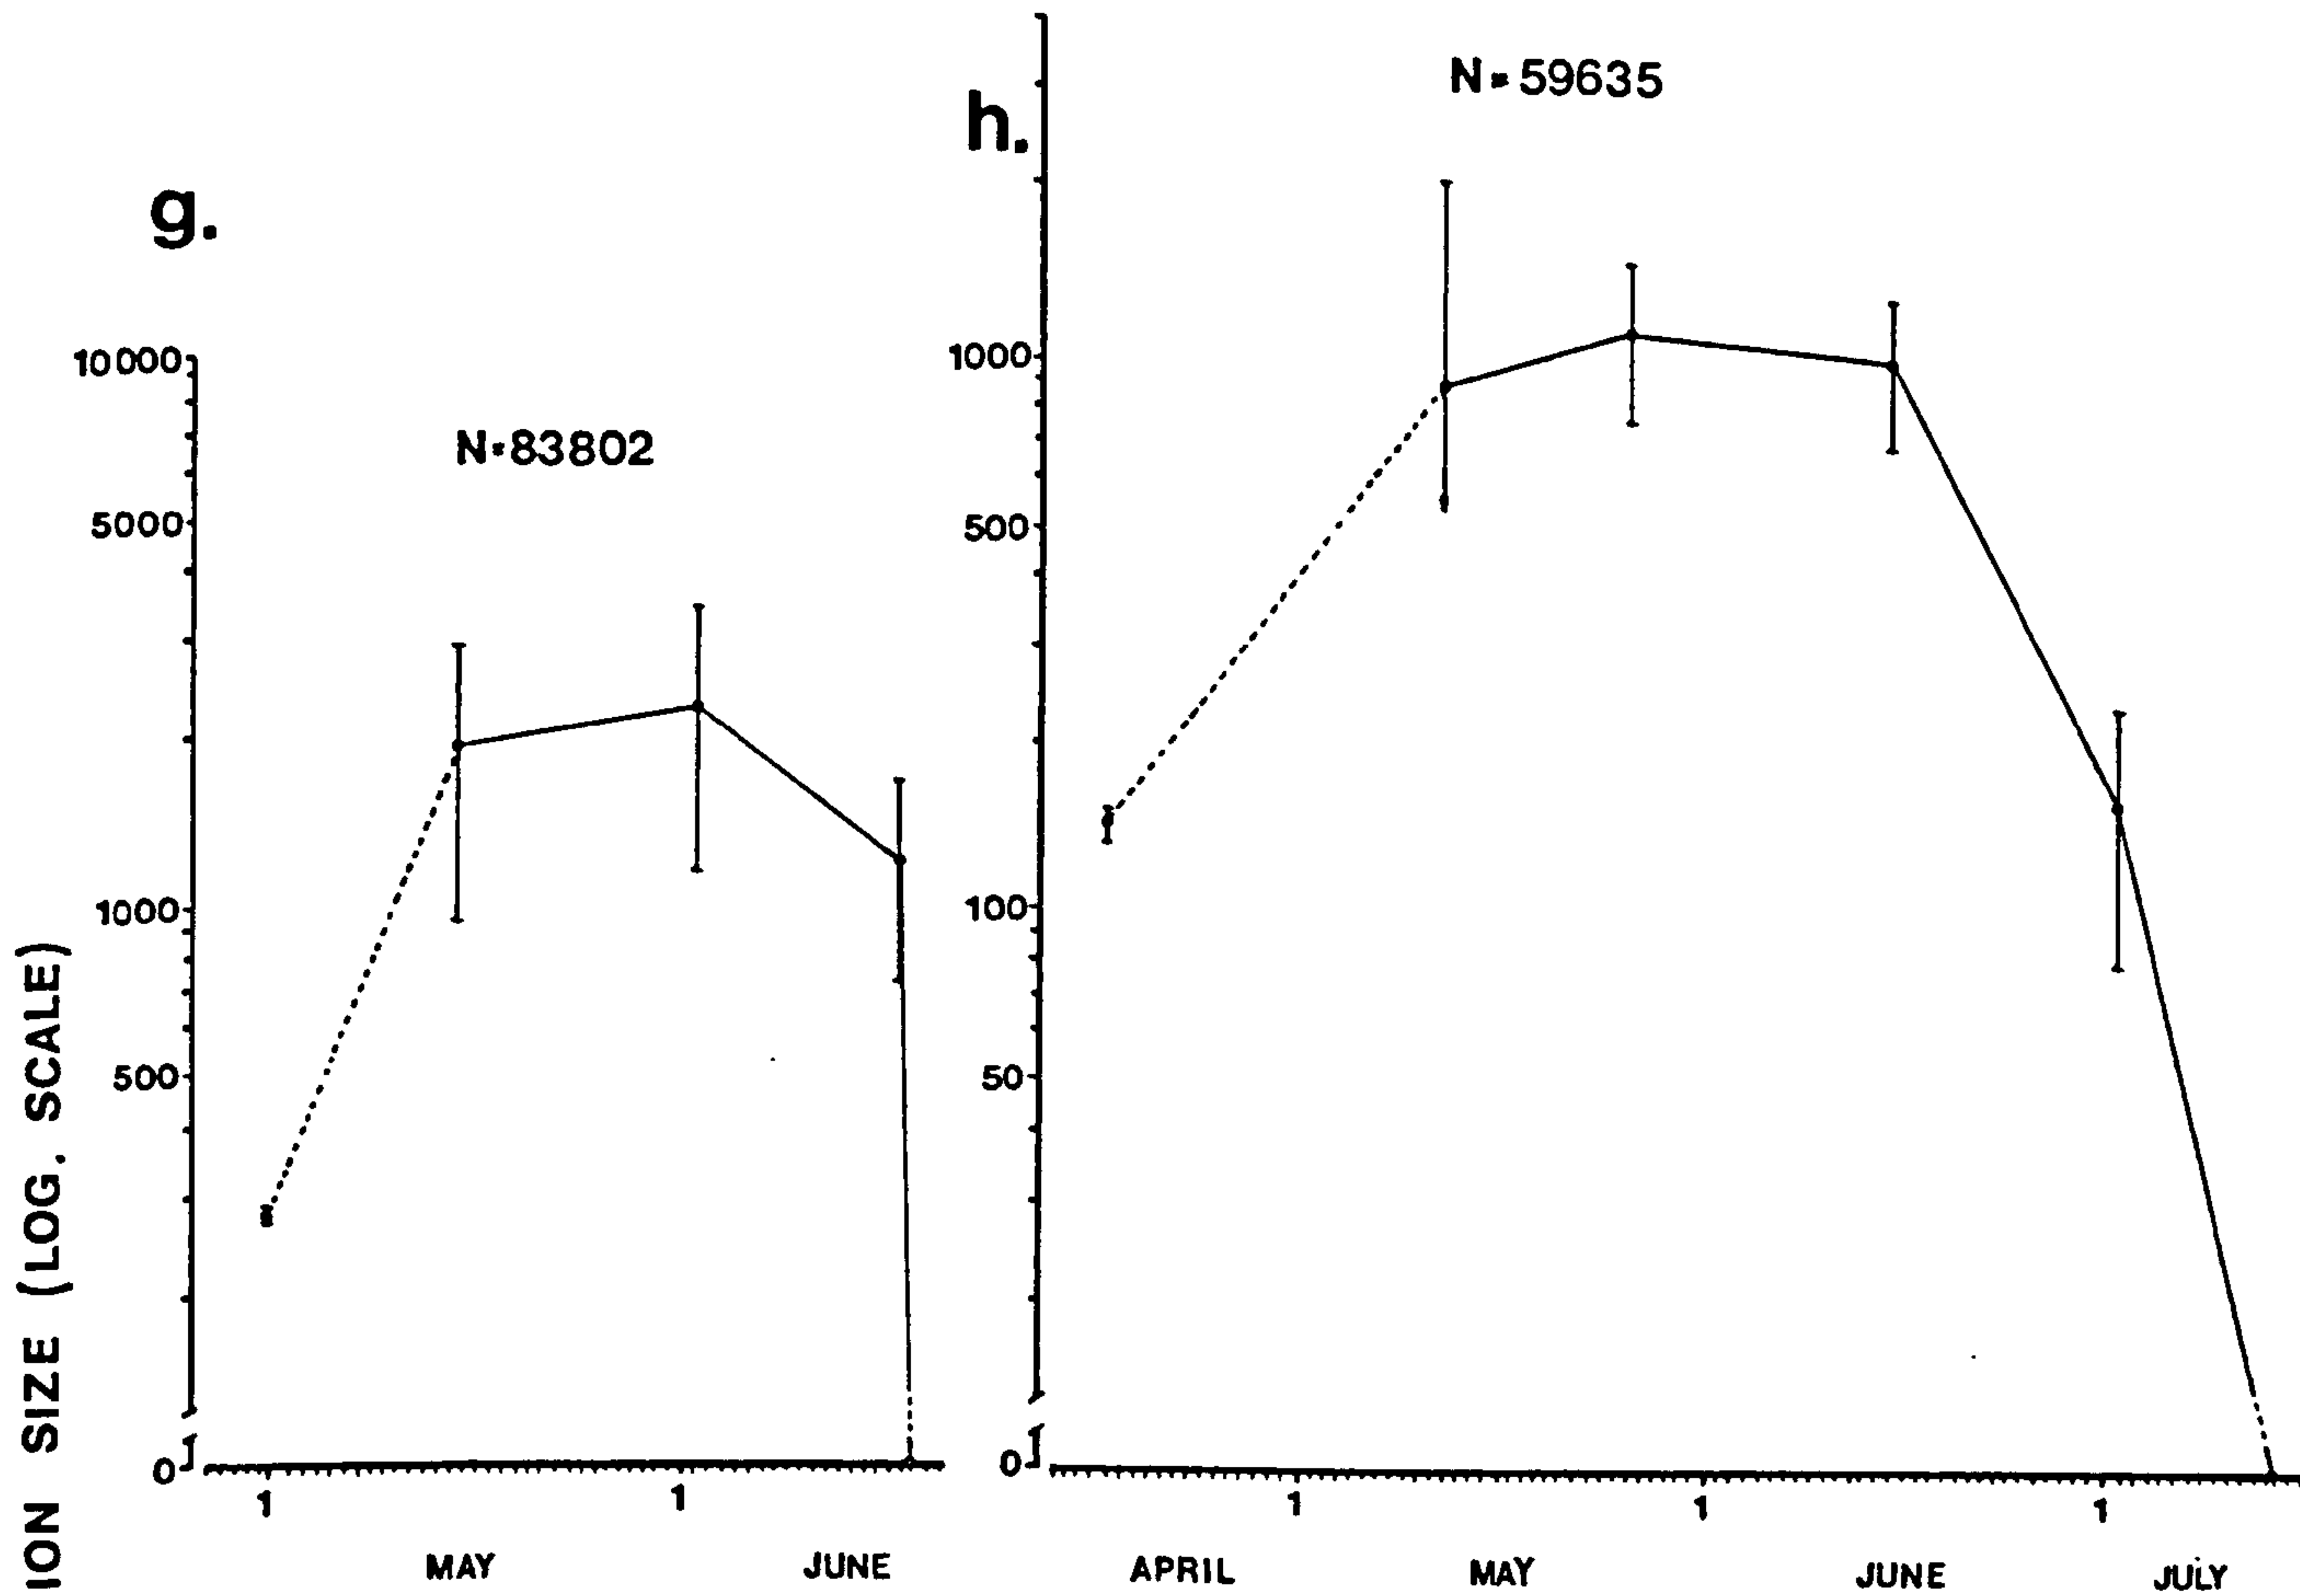 g.
N=83802
10000
5000
1000
500
0
1
1
MAY
JUNE
ION SIZE (LOG. SCALE)
h.
N=59635
1000
500
100
50
0
1
1
1
APRIL
MAY
JUNE
JULY